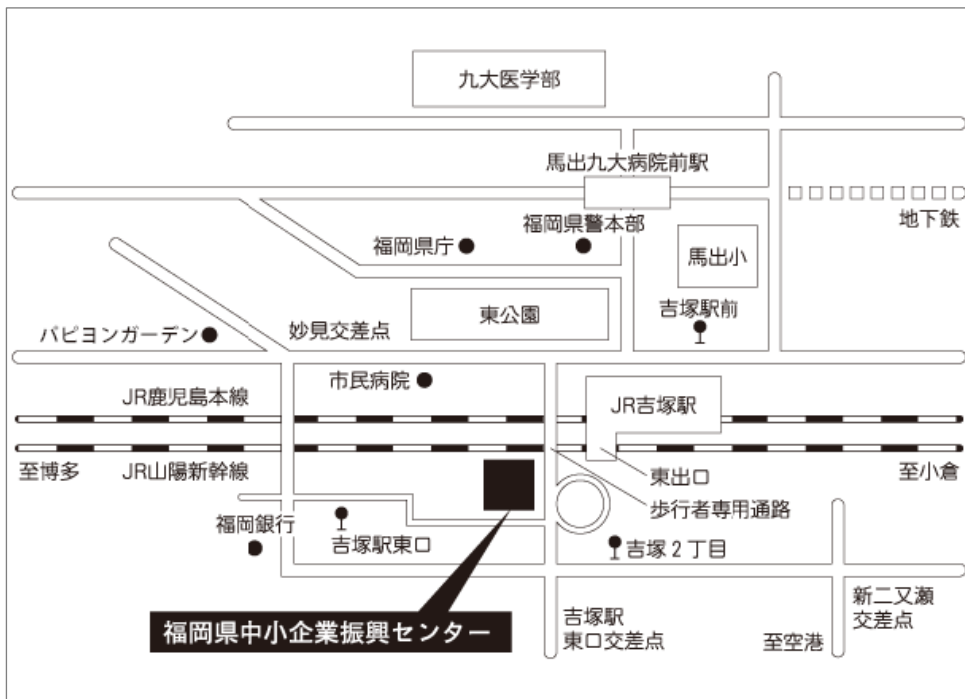 九大医学部
馬出九大病院前駅
地下鉄
福岡県警本部
福岡県庁
馬出小
東公園
吉塚駅前
パピヨンガーデン
妙見交差点
市民病院
JR鹿児島本線
JR吉塚駅
至博多
JR山陽新幹線
東出口
至小倉
歩行者専用通路
福岡銀行
吉塚駅東口
吉塚2丁目
福岡県中小企業振興センター
吉塚駅
東口交差点
新二又瀬
交差点
至空港